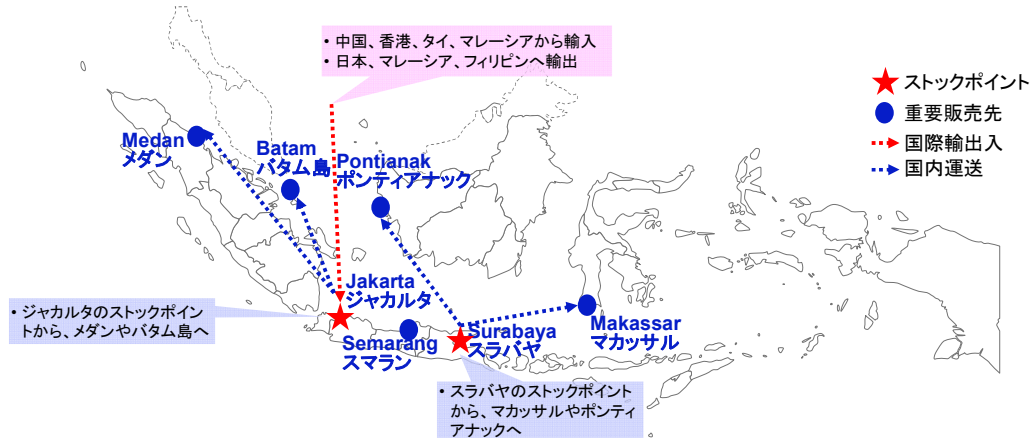 ・ 中国、香港、タイ、マレーシアから輸入
・ 日本、マレーシア、フィリピンへ輸出
ストックポイント
重要販売先
国際輸出入
国内運送
Medan
メダン
Batam
バタム島
Pontianak
ポンティアナック
Jakarta
ジャカルタ
・ ジャカルタのストックポイン
トから、メダンやバタム島へ
Semarang
スマラン
Surabaya
スラバヤ
Makassar
マカッサル
・ スラバヤのストックポイント
から、マカッサルやポンティ
アナックへ